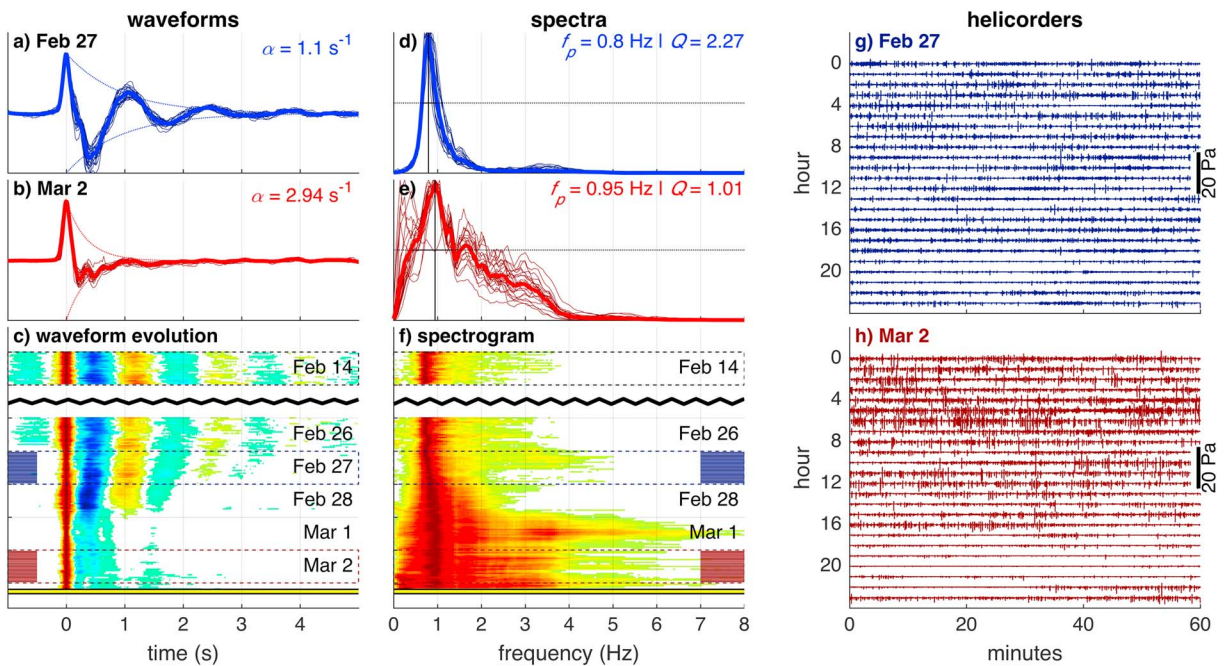 waveforms
a) Feb 27
α = 1.1 s⁻¹
b) Mar 2
α = 2.94 s⁻¹
c) waveform evolution
Feb 14
Feb 26
Feb 27
Feb 28
Mar 1
Mar 2
0 1 2 3 4 5
time (s)
spectra
d)
fₚ = 0.8 Hz | Q = 2.27
e)
fₚ = 0.95 Hz | Q = 1.01
f) spectrogram
Feb 14
Feb 26
Feb 28
Mar 1
0 1 2 3 4 5 6 7 8
frequency (Hz)
helicorders
g) Feb 27
0
4
8
12
16
20
hour
20 Pa
h) Mar 2
0
4
8
12
16
20
hour
20 Pa
0 20 40 60
minutes